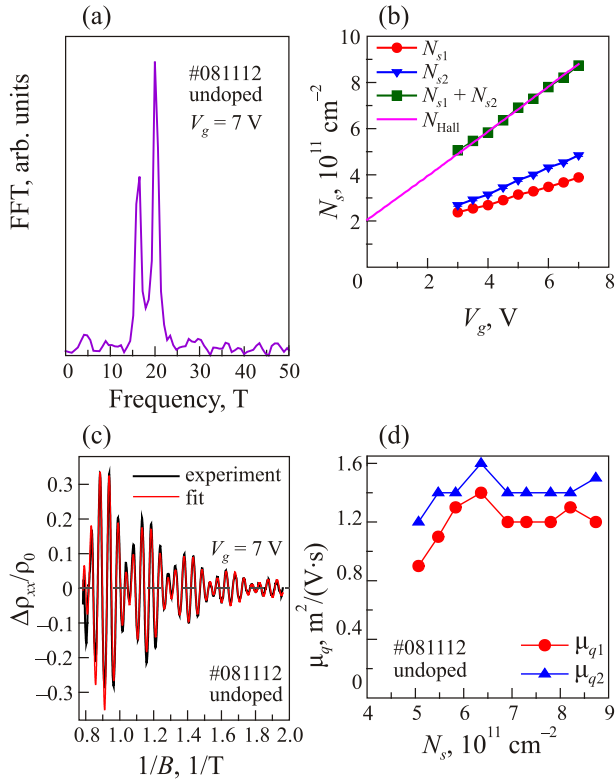 (a)
#081112
undoped
V_g = 7 V
FFT, arb. units
0 10 20 30 40 50
Frequency, T
(b)
N_s1
N_s2
N_s1 + N_s2
N_Hall
N_s, 10^11 cm^−2
10
8
6
4
2
0
0 2 4 6 8
V_g, V
(c)
experiment
fit
V_g = 7 V
#081112
undoped
Δρ_xx/ρ_0
0.3
0.2
0.1
0
−0.1
−0.2
−0.3
0.8 1.0 1.2 1.4 1.6 1.8 2.0
1/B, 1/T
(d)
μ_q, m^2/(V·s)
1.6
1.2
0.8
0.4
0
#081112
undoped
μ_q1
μ_q2
4 5 6 7 8 9
N_s, 10^11 cm^−2